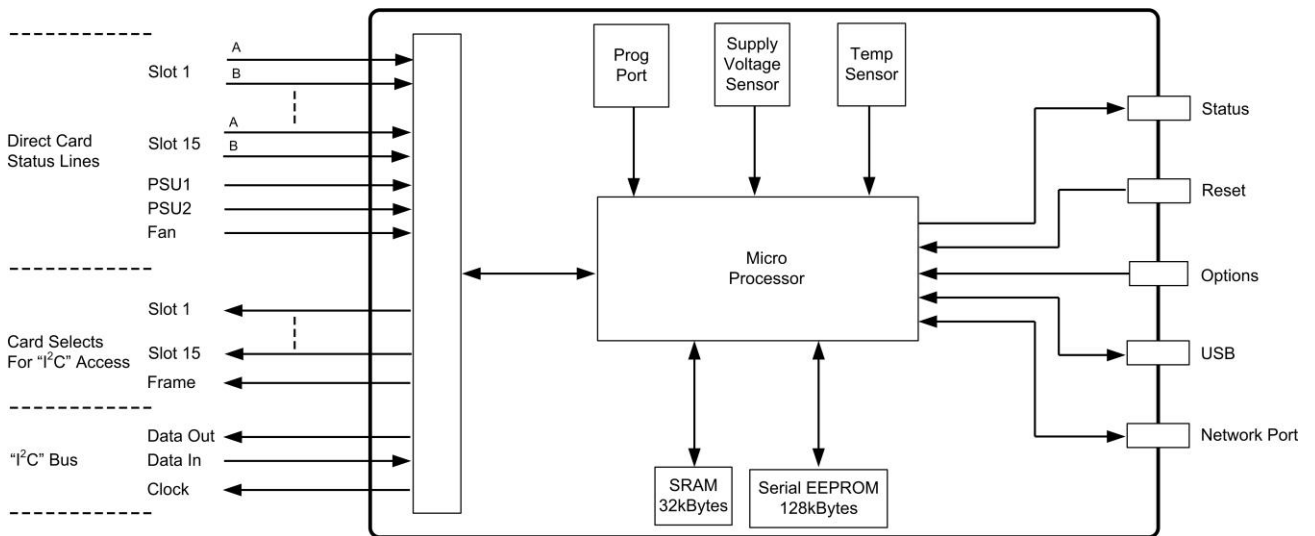 Direct Card
Status Lines
Slot 1
A
B
Slot 15
A
B
PSU1
PSU2
Fan
Card Selects
For “I²C” Access
Slot 1
Slot 15
Frame
“I²C” Bus
Data Out
Data In
Clock
Prog
Port
Supply
Voltage
Sensor
Temp
Sensor
Micro
Processor
SRAM
32kBytes
Serial EEPROM
128kBytes
Status
Reset
Options
USB
Network Port